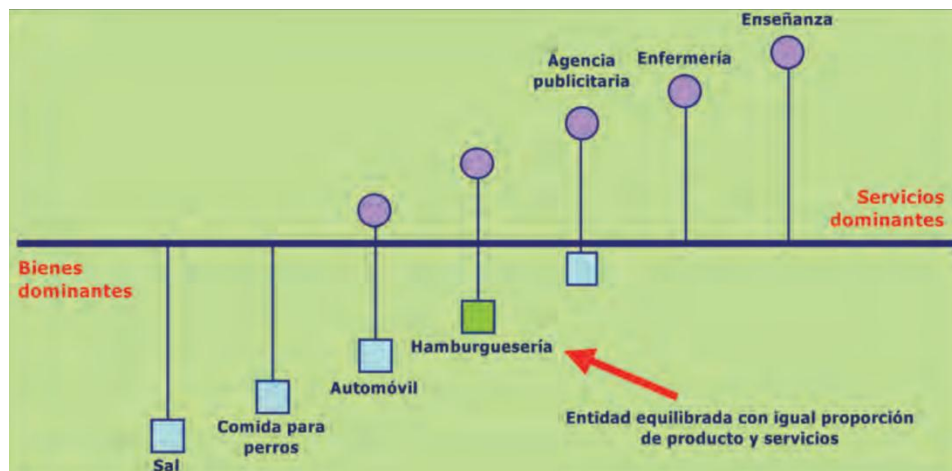 Enseñanza
Agencia
publicitaria
Enfermería
Servicios
dominantes
Bienes
dominantes
Hamburguesería
Automóvil
Comida para
perros
Sal
Entidad equilibrada con igual proporción
de producto y servicios